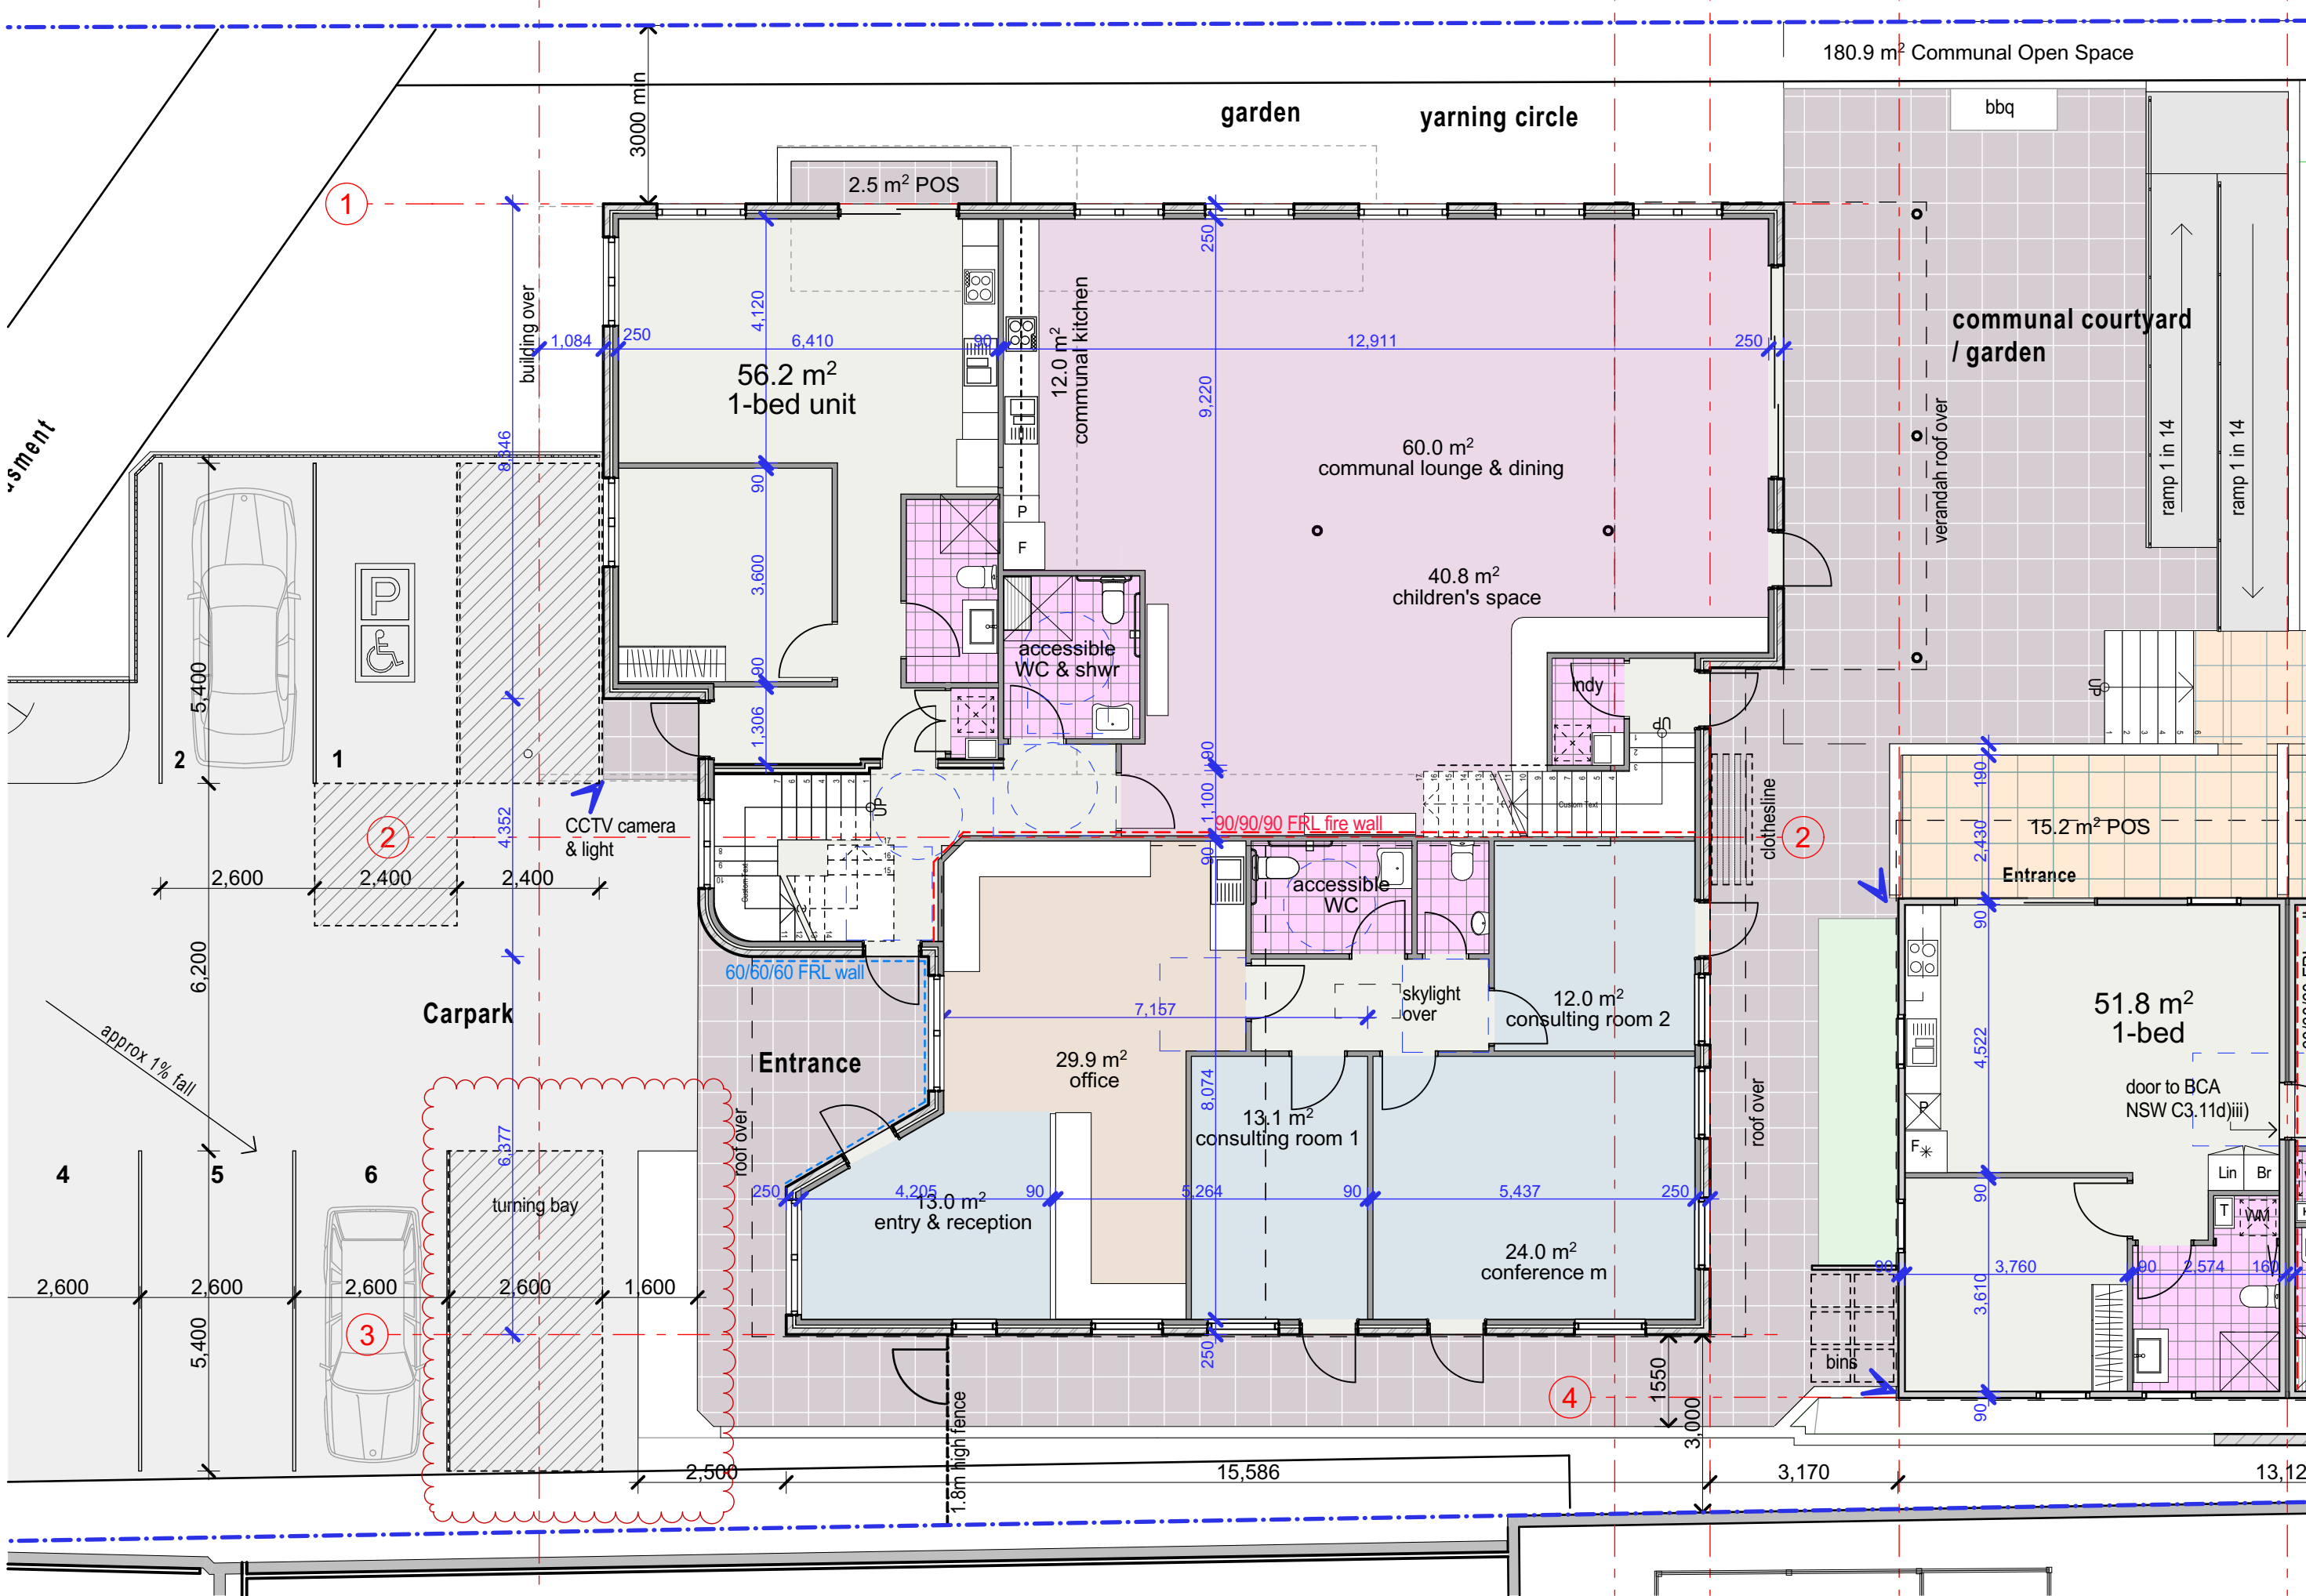 180.9 m² Communal Open Space
garden
yarning circle
bbq
3000 min
2.5 m² POS
1
250
building over
1,084
250
4,120
6,410
90
12,911
250
56.2 m²
1-bed unit
12.0 m²
communal kitchen
9,220
communal courtyard
/ garden
verandah roof over
ramp 1 in 14
ramp 1 in 14
60.0 m²
communal lounge & dining
8,346
90
P
F
3,600
40.8 m²
children's space
accessible
WC & shwr
90
lndy
UP
UP
5,400
2
1
1,306
90
1,100
190
CCTV camera
& light
2
4,352
UP
Custom Text
Custom Text
90/90/90 FRL fire wall
90
clothesline
2
2,430
15.2 m² POS
Entrance
2,600
2,400
2,400
accessible
WC
90
6,200
60/60/60 FRL wall
7,157
skylight
over
12.0 m²
consulting room 2
51.8 m²
1-bed
4,522
Carpark
approx 1% fall
Entrance
29.9 m²
office
8,074
13.1 m²
consulting room 1
door to BCA
NSW C3.11d)iii)
P
F
roof over
roof over
6,377
4
5
6
turning bay
250
4,205
90
5,264
90
5,437
250
13.0 m²
entry & reception
24.0 m²
conference m
Lin
Br
T
WM
90
90
3,760
90
2,574
160
3,610
2,600
2,600
2,600
2,600
1,600
3
5,400
250
bins
4
1550
3,000
90
1.8m high fence
2,500
15,586
3,170
13,12